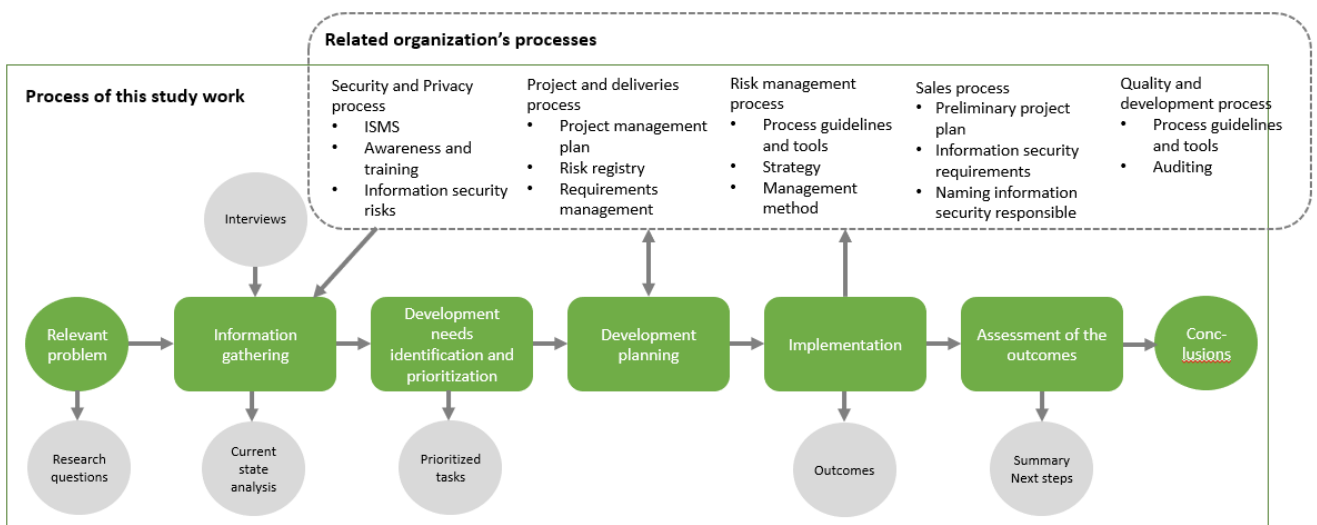 Related organization's processes
Process of this study work
Security and Privacy
process
• ISMS
• Awareness and
training
• Information security
risks
Project and deliveries
process
• Project management
plan
• Risk registry
• Requirements
management
Risk management
process
• Process guidelines
and tools
• Strategy
• Management
method
Sales process
• Preliminary project
plan
• Information security
requirements
• Naming information
security responsible
Quality and
development process
• Process guidelines
and tools
• Auditing
Interviews
Relevant
problem
Information
gathering
Development
needs
identification and
prioritization
Development
planning
Implementation
Assessment of the
outcomes
Conc-
lusions
Research
questions
Current
state
analysis
Prioritized
tasks
Outcomes
Summary
Next steps